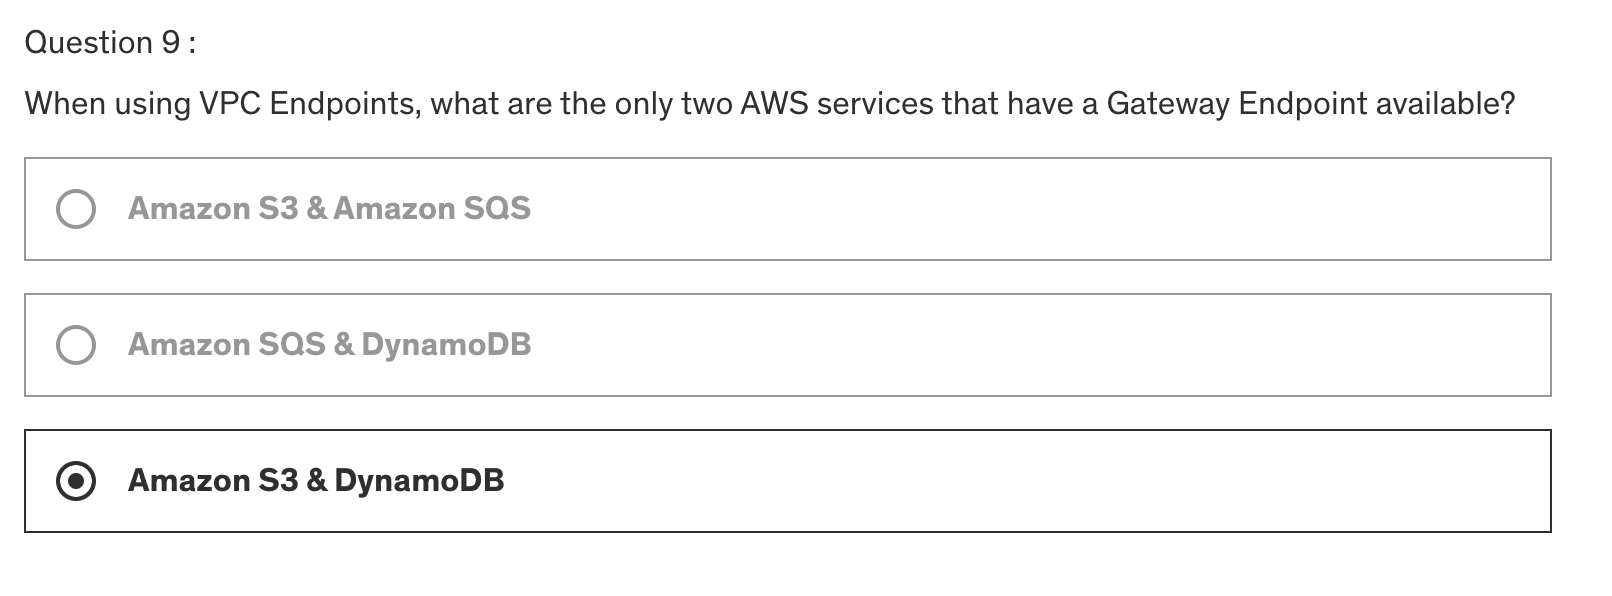 Question 9 :
When using VPC Endpoints, what are the only two AWS services that have a Gateway Endpoint available?
Amazon S3 & Amazon SQS
Amazon SQS & DynamoDB
Amazon S3 & DynamoDB